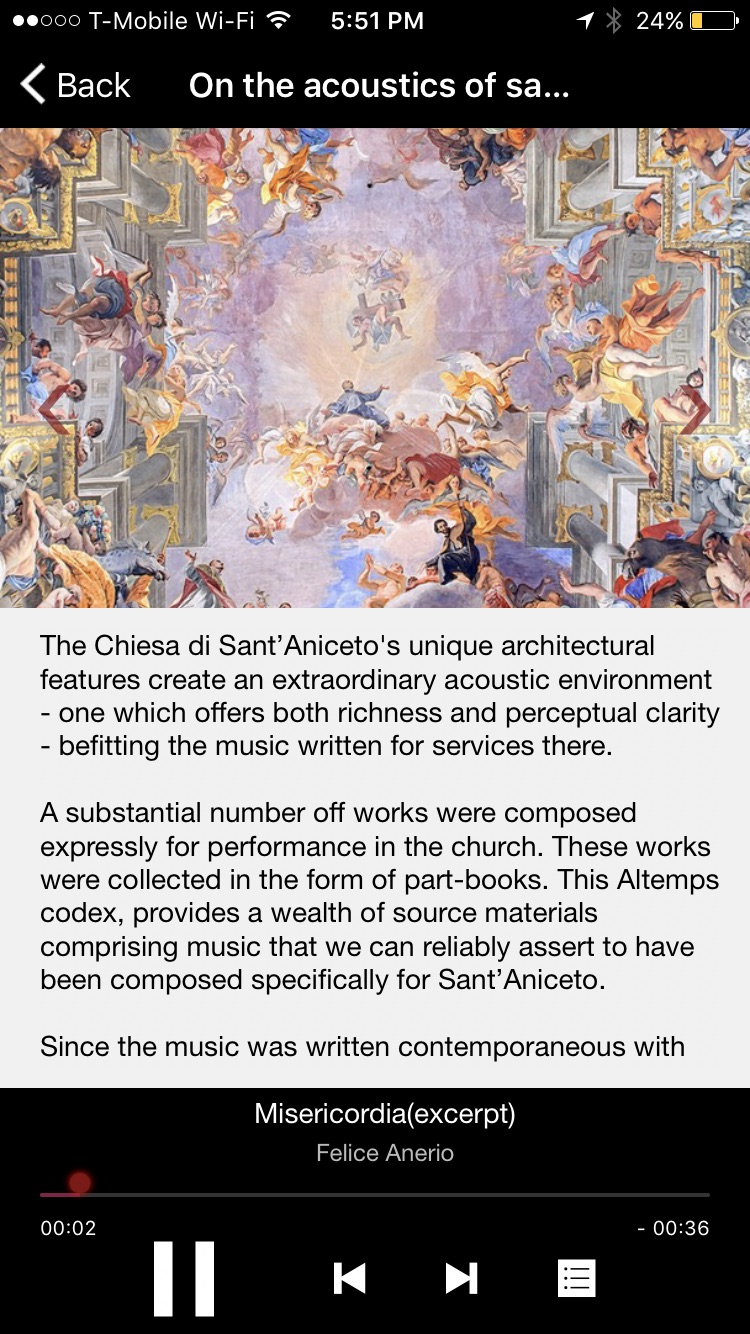 T-Mobile Wi-Fi 5:51 PM 24%
Back On the acoustics of sa...
The Chiesa di Sant’Aniceto's unique architectural
features create an extraordinary acoustic environment
- one which offers both richness and perceptual clarity
- befitting the music written for services there.
A substantial number off works were composed
expressly for performance in the church. These works
were collected in the form of part-books. This Altemps
codex, provides a wealth of source materials
comprising music that we can reliably assert to have
been composed specifically for Sant’Aniceto.
Since the music was written contemporaneous with
Misericordia(excerpt)
Felice Anerio
00:02 - 00:36